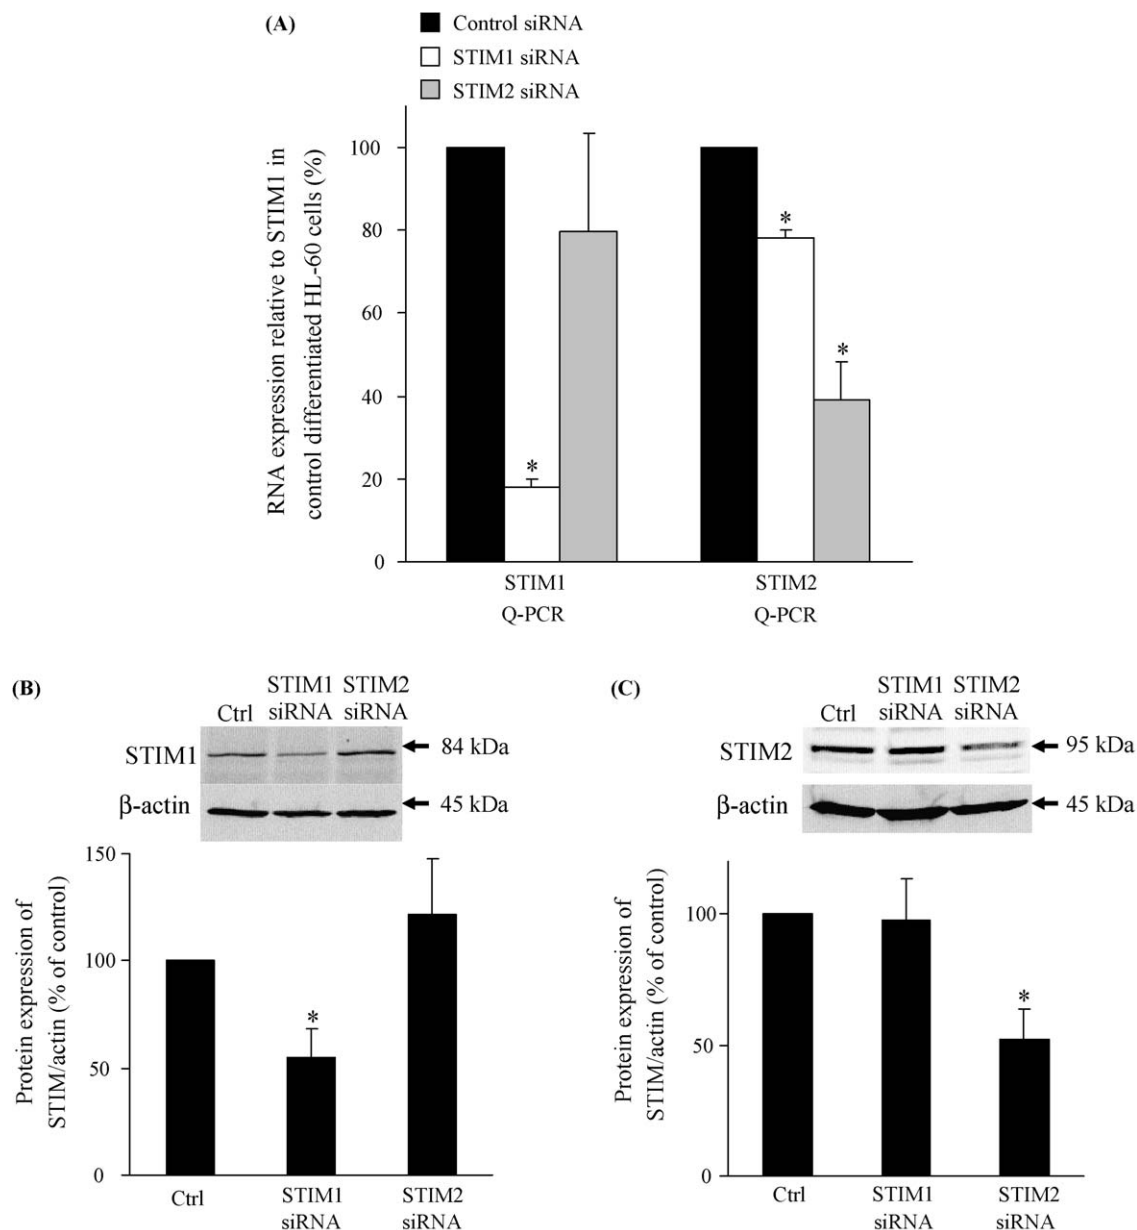 (A)
Control siRNA
STIM1 siRNA
STIM2 siRNA
RNA expression relative to STIM1 in
control differentiated HL-60 cells (%)
100
80
60
40
20
0
*
*
*
STIM1
Q-PCR
STIM2
Q-PCR
(B)
Ctrl
STIM1
siRNA
STIM2
siRNA
STIM1
84 kDa
β-actin
45 kDa
Protein expression of
STIM/actin (% of control)
150
100
50
0
*
Ctrl
STIM1
siRNA
STIM2
siRNA
(C)
Ctrl
STIM1
siRNA
STIM2
siRNA
STIM2
95 kDa
β-actin
45 kDa
Protein expression of
STIM/actin (% of control)
100
50
0
*
Ctrl
STIM1
siRNA
STIM2
siRNA